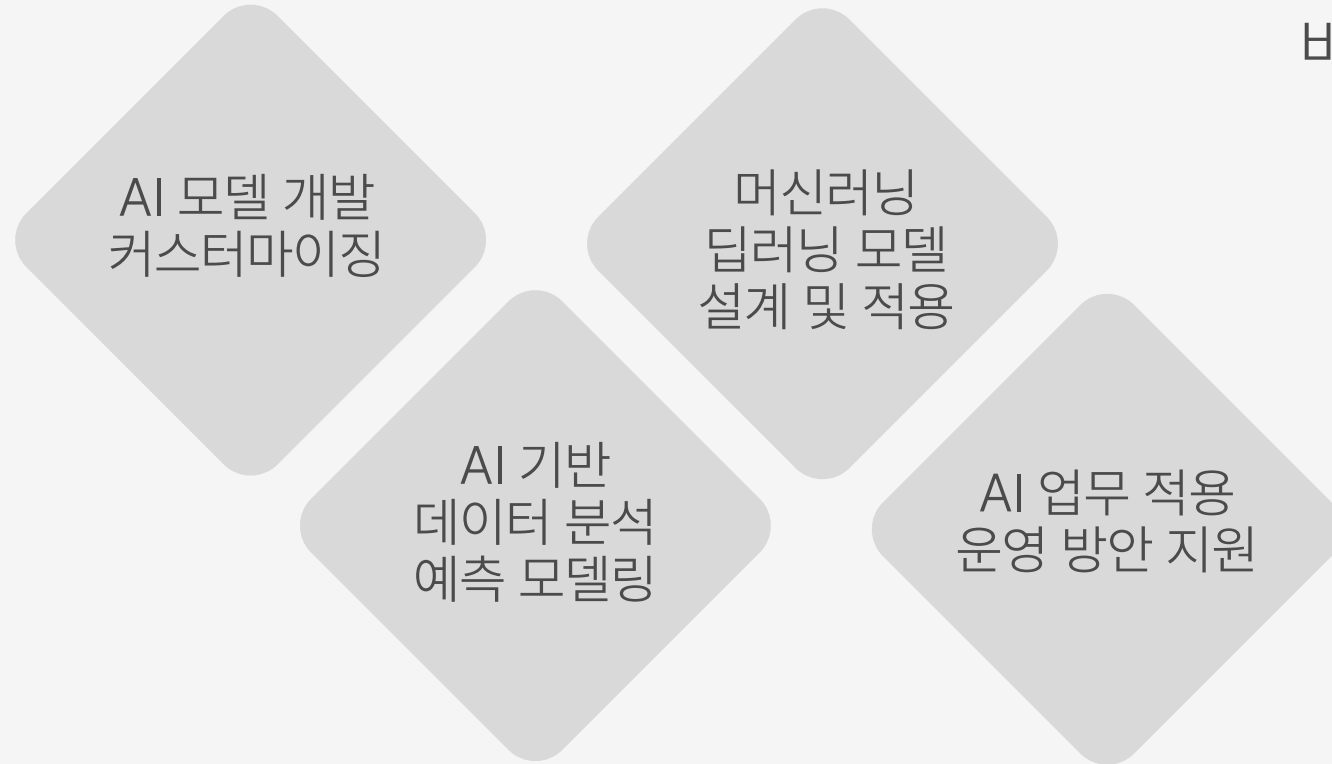 AI 모델 개발
커스터마이징
머신러닝
딥러닝 모델
설계 및 적용
AI 기반
데이터 분석
예측 모델링
AI 업무 적용
운영 방안 지원